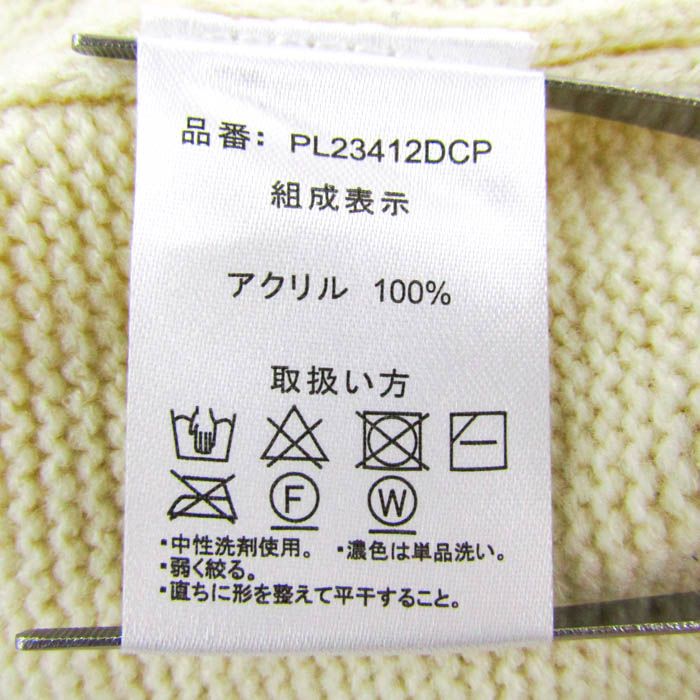 品番: PL23412DCP
組成表示
アクリル 100%
取扱い方
F W
・中性洗剤使用。 ・濃色は単品洗い。
・弱く絞る。
・直ちに形を整えて平干すること。